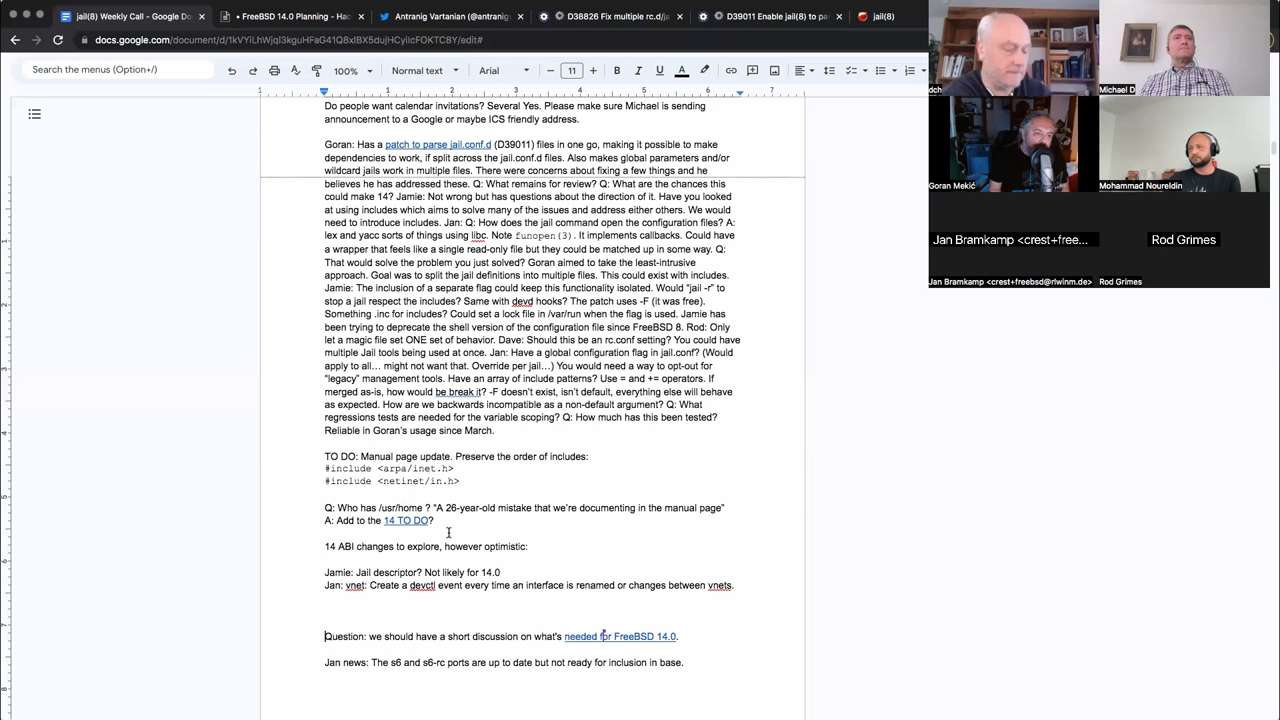 jail(8) Weekly Call - Google Do
• FreeBSD 14.0 Planning - Hac
Antranig Vartanian (@antranig
D38826 Fix multiple rc.d/ja
D39011 Enable jail(8) to pa
jail(8)
Search the menus (Option+/)
100%
Normal text
Arial
11
Do people want calendar invitations? Several Yes. Please make sure Michael is sending
announcement to a Google or maybe ICS friendly address.
Goran: Has a patch to parse jail.conf.d (D39011) files in one go, making it possible to make
dependencies to work, if split across the jail.conf.d files. Also makes global parameters and/or
wildcard jails work in multiple files. There were concerns about fixing a few things and he
believes he has addressed these. Q: What remains for review? Q: What are the chances this
could make 14? Jamie: Not wrong but has questions about the direction of it. Have you looked
at using includes which aims to solve many of the issues and address either others. We would
need to introduce includes. Jan: Q: How does the jail command open the configuration files? A:
lex and yacc sorts of things using libc. Note funopen(3). It implements callbacks. Could have
a wrapper that feels like a single read-only file but they could be matched up in some way. Q:
That would solve the problem you just solved? Goran aimed to take the least-intrusive
approach. Goal was to split the jail definitions into multiple files. This could exist with includes.
Jamie: The inclusion of a separate flag could keep this functionality isolated. Would "jail -r" to
stop a jail respect the includes? Same with devd hooks? The patch uses -F (it was free).
Something .inc for includes? Could set a lock file in /var/run when the flag is used. Jamie has
been trying to deprecate the shell version of the configuration file since FreeBSD 8. Rod: Only
let a magic file set ONE set of behavior. Dave: Should this be an rc.conf setting? You could have
multiple Jail tools being used at once. Jan: Have a global configuration flag in jail.conf? (Would
apply to all… might not want that. Override per jail…) You would need a way to opt-out for
“legacy” management tools. Have an array of include patterns? Use = and += operators. If
merged as-is, how would be break it? -F doesn’t exist, isn’t default, everything else will behave
as expected. How are we backwards incompatible as a non-default argument? Q: What
regressions tests are needed for the variable scoping? Q: How much has this been tested?
Reliable in Goran’s usage since March.
TO DO: Manual page update. Preserve the order of includes:
#include <arpa/inet.h>
#include <netinet/in.h>
Q: Who has /usr/home ? "A 26-year-old mistake that we’re documenting in the manual page”
A: Add to the 14 TO DO?
14 ABI changes to explore, however optimistic:
Jamie: Jail descriptor? Not likely for 14.0
Jan: vnet: Create a devctl event every time an interface is renamed or changes between vnets.
Question: we should have a short discussion on what's needed for FreeBSD 14.0.
Jan news: The s6 and s6-rc ports are up to date but not ready for inclusion in base.
dch
Michael D
Goran Mekić
Mohammad Noureldin
Jan Bramkamp <crest+free...
Rod Grimes
Jan Bramkamp <crest+freebsd@rlwinm.de>
Rod Grimes